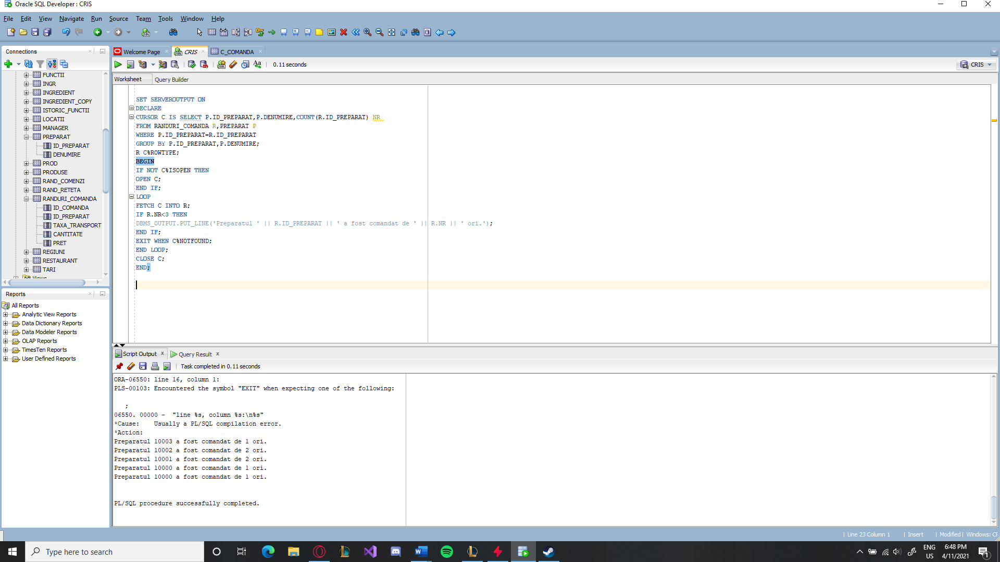 Oracle SQL Developer : CRIS
File Edit View Navigate Run Source Team Tools Window Help
Connections
FUNCTII
INGR
INGREDIENT
INGREDIENT_COPY
ISTORIC_FUNCTII
LOCATII
MANAGER
PREPARAT
ID_PREPARAT
DENUMIRE
PROD
PRODUSE
RAND_COMENZI
RAND_RETETA
RANDURI_COMANDA
ID_COMANDA
ID_PREPARAT
TAXA_TRANSPORT
CANTITATE
PRET
REGIUNI
RESTAURANT
TARI
Views
Reports
All Reports
Analytic View Reports
Data Dictionary Reports
Data Modeler Reports
OLAP Reports
TimesTen Reports
User Defined Reports
Welcome Page CRIS C_COMANDA
0.11 seconds
CRIS
Worksheet Query Builder
SET SERVEROUTPUT ON
DECLARE
CURSOR C IS SELECT P.ID_PREPARAT,P.DENUMIRE,COUNT(R.ID_PREPARAT) NR
FROM RANDURI_COMANDA R,PREPARAT P
WHERE P.ID_PREPARAT=R.ID_PREPARAT
GROUP BY P.ID_PREPARAT,P.DENUMIRE;
R C%ROWTYPE;
BEGIN
IF NOT C%ISOPEN THEN
OPEN C;
END IF;
LOOP
FETCH C INTO R;
IF R.NR<3 THEN
DBMS_OUTPUT.PUT_LINE('Preparatul ' || R.ID_PREPARAT || ' a fost comandat de ' || R.NR || ' ori.');
END IF;
EXIT WHEN C%NOTFOUND;
END LOOP;
CLOSE C;
END;
Script Output Query Result
Task completed in 0.11 seconds
ORA-06550: line 16, column 1:
PLS-00103: Encountered the symbol "EXIT" when expecting one of the following:
;
06550. 00000 - "line %s, column %s:\n%s"
*Cause: Usually a PL/SQL compilation error.
*Action:
Preparatul 10003 a fost comandat de 1 ori.
Preparatul 10002 a fost comandat de 2 ori.
Preparatul 10001 a fost comandat de 2 ori.
Preparatul 10000 a fost comandat de 1 ori.
Preparatul 10000 a fost comandat de 1 ori.
PL/SQL procedure successfully completed.
Line 23 Column 1 | Insert | Modified | Windows: CF
Type here to search
ENG
US
6:48 PM
4/11/2021
1